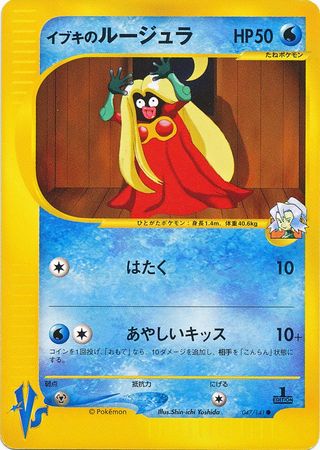 イブキのルージュラ HP50
たねポケモン
ひとがたポケモン：身長1.4m、体重40.6kg
はたく 10
あやしいキッス 10+
コインを1回投げ、「おもて」なら、10ダメージを追加し、相手を「こんらん」状態に
する。
弱点 抵抗力 にげる
©Pokémon Illus.Shin-ichi Yoshida 047/141 ●
1 EDITION
VS